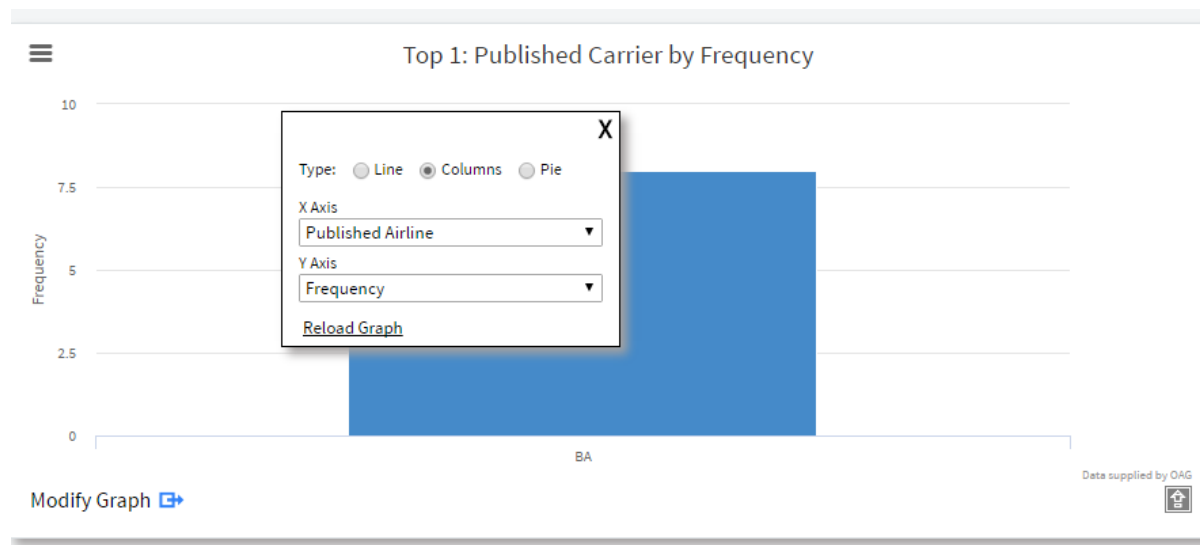 Top 1: Published Carrier by Frequency
10
X
Type: Line Columns Pie
7.5
X Axis
Published Airline
Frequency
Y Axis
5
Frequency
Reload Graph
2.5
0
BA
Data supplied by OAG
Modify Graph